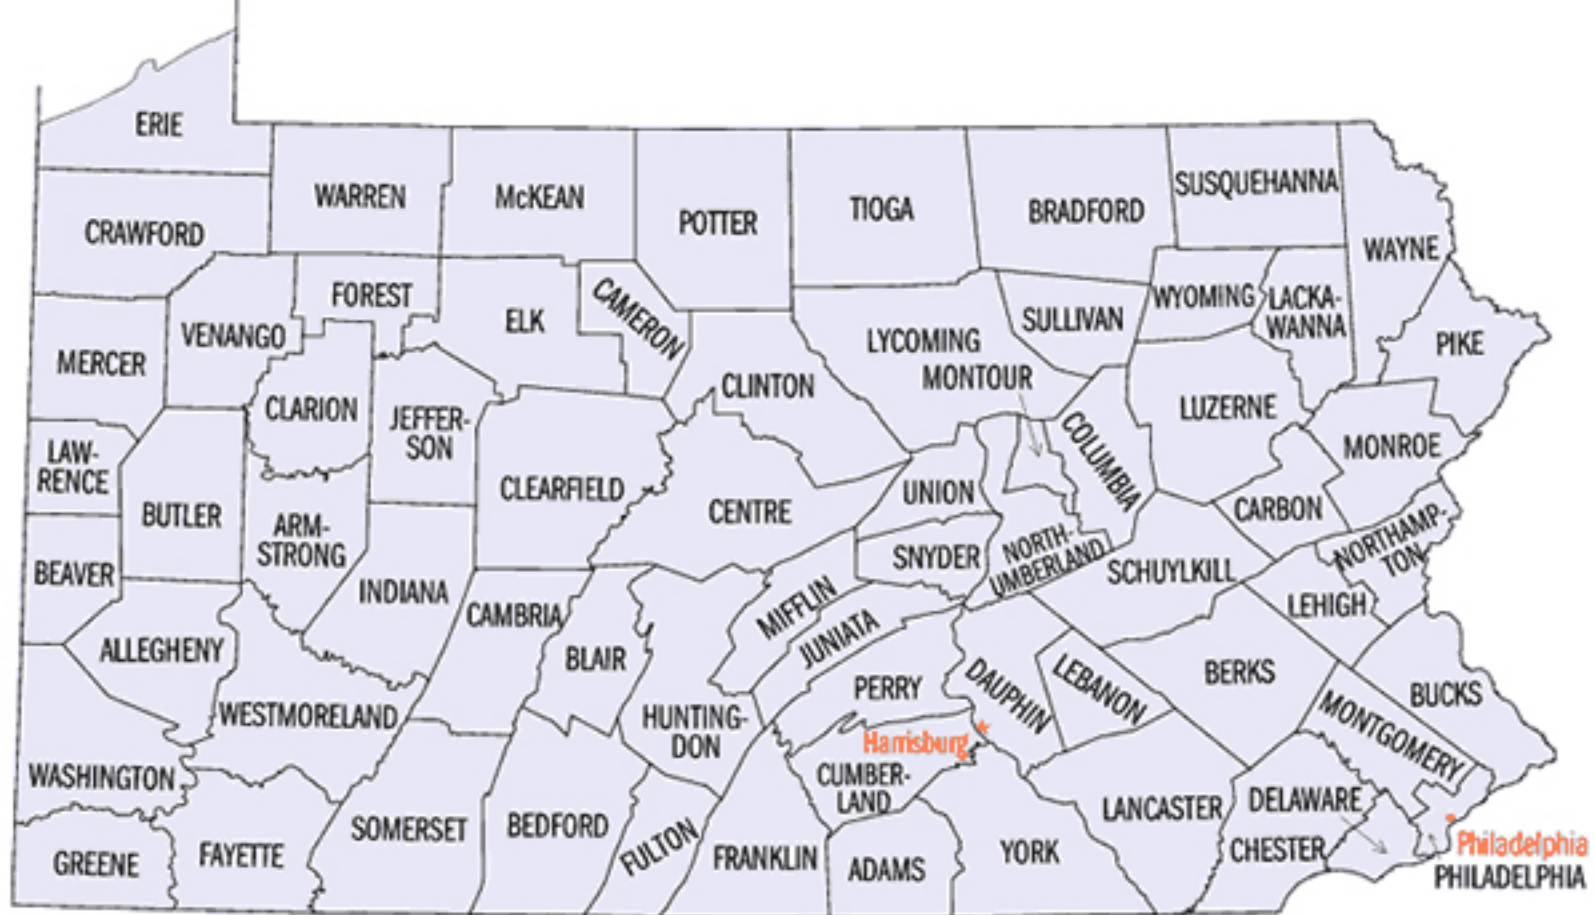 ERIE
WARREN
McKEAN
POTTER
TIOGA
BRADFORD
SUSQUEHANNA
WAYNE
CRAWFORD
FOREST
ELK
CAMERON
WYOMING
LACKA-
WANNA
SULLIVAN
LYCOMING
MONTOUR
PIKE
MERCER
VENANGO
CLARION
JEFFER-
SON
CLINTON
COLUMBIA
LUZERNE
MONROE
LAW-
RENCE
BUTLER
ARM-
STRONG
CLEARFIELD
CENTRE
UNION
SNYDER
NORTH-
UMBERLAND
CARBON
NORTHAMP-
TON
SCHUYLKILL
LEHIGH
BEAVER
INDIANA
CAMBRIA
BLAIR
MIFFLIN
JUNIATA
ALLEGHENY
WESTMORELAND
HUNTING-
DON
PERRY
DAUPHIN
LEBANON
BERKS
BUCKS
MONTGOMERY
Harrisburg
WASHINGTON
CUMBER-
LAND
LANCASTER
DELAWARE
CHESTER
GREENE
FAYETTE
SOMERSET
BEDFORD
FULTON
FRANKLIN
ADAMS
YORK
Philadelphia
PHILADELPHIA